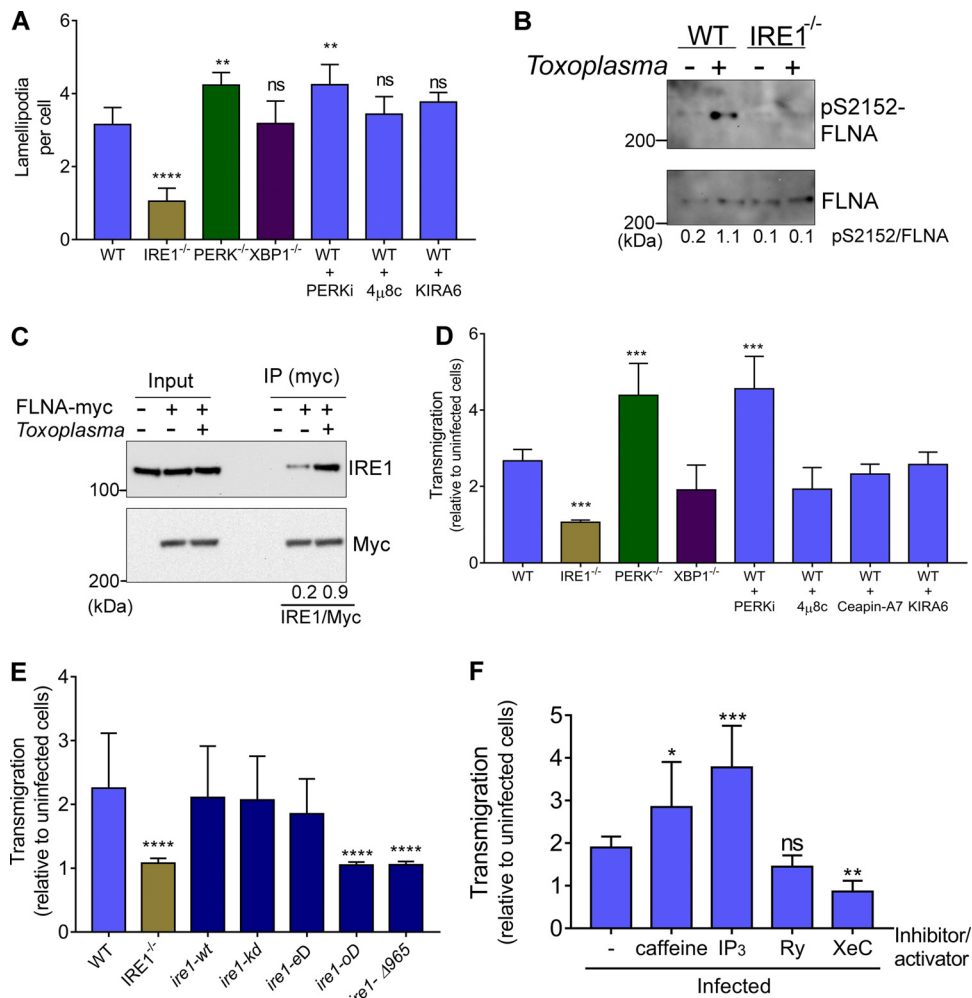 A
Lamellipodia
per cell
6
4
2
0
****
**
ns
**
ns
ns
WT
IRE1-/-
PERK-/-
XBP1-/-
WT
+
PERKi
WT
+
4µ8c
WT
+
KIRA6
B
WT IRE1-/-
Toxoplasma - + - +
pS2152-
FLNA
200
FLNA
200
(kDa)
0.2 1.1 0.1 0.1 pS2152/FLNA
C
Input IP (myc)
FLNA-myc - + + - + +
Toxoplasma - - + - - +
IRE1
100
Myc
200
(kDa)
0.2 0.9
IRE1/Myc
D
Transmigration
(relative to uninfected cells)
6
4
2
0
***
***
***
WT
IRE1-/-
PERK-/-
XBP1-/-
WT
+
PERKi
WT
+
4µ8c
WT
+
Ceapin-A7
WT
+
KIRA6
E
Transmigration
(relative to uninfected cells)
4
3
2
1
0
****
****
****
WT
IRE1-/-
ire1-wt
ire1-kd
ire1-eD
ire1-oD
ire1- Δ965
F
Transmigration
(relative to uninfected cells)
5
4
3
2
1
0
*
***
ns
**
- caffeine IP3 Ry XeC
Inhibitor/
activator
Infected